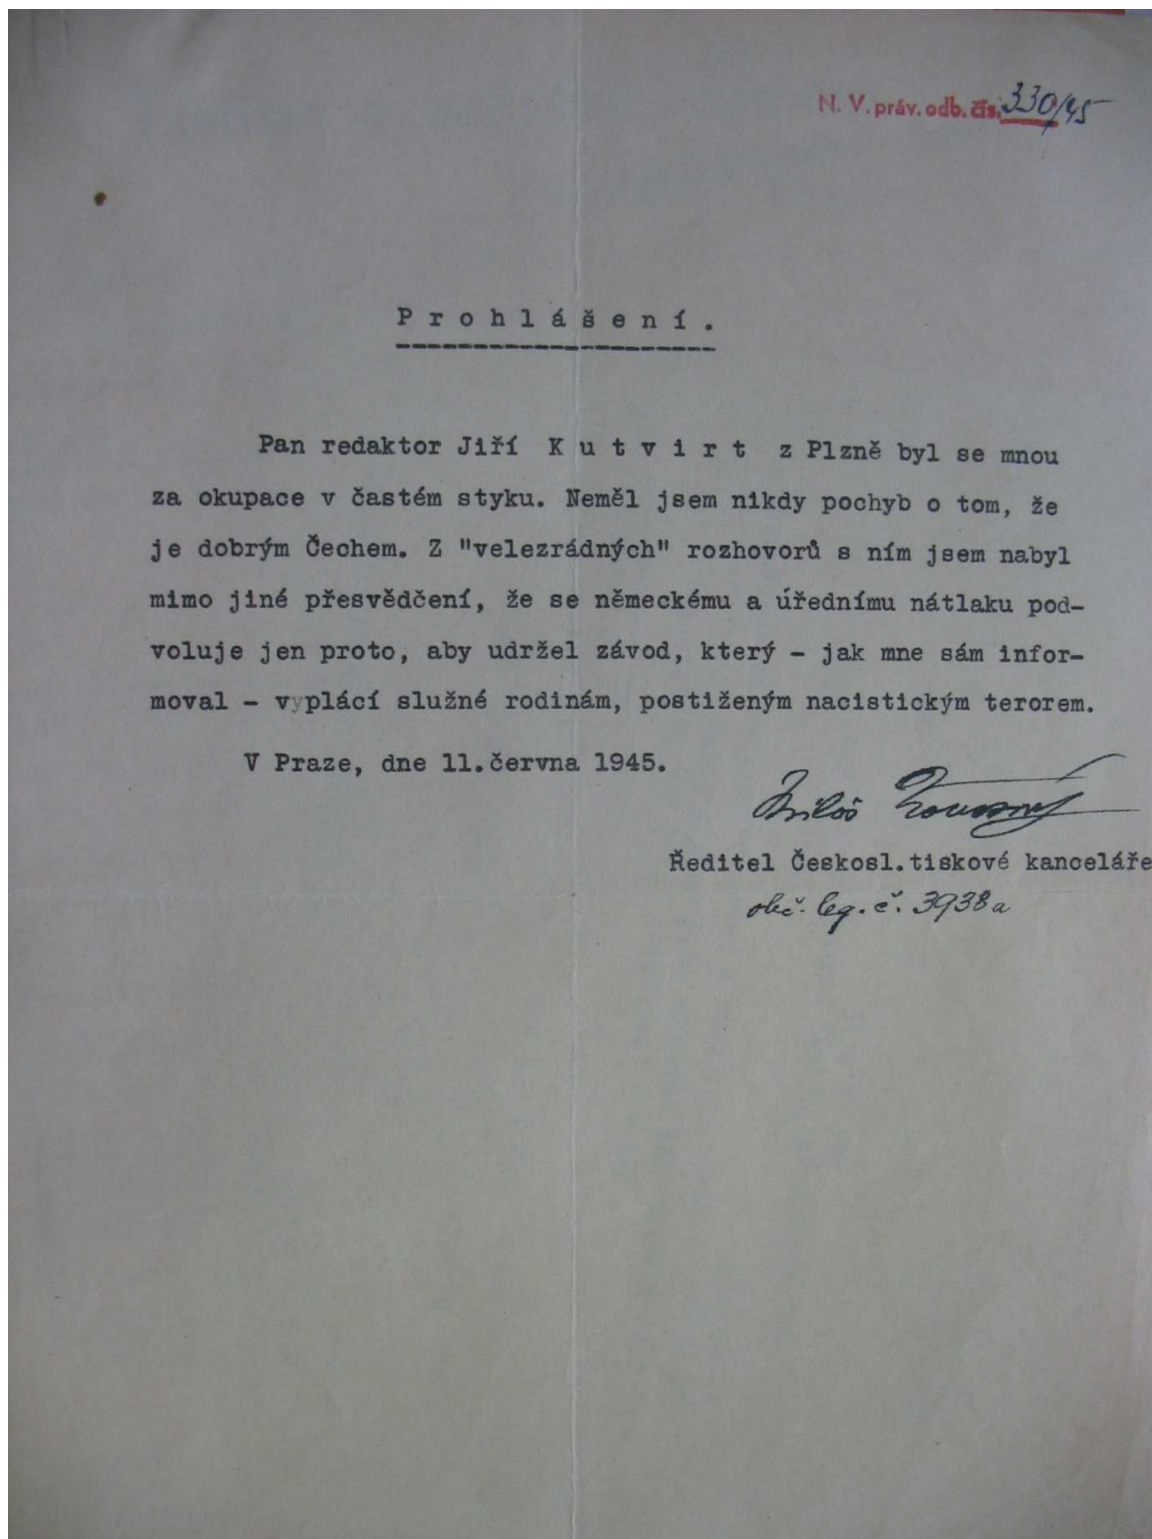 N. V. práv. odb. čís. 330/45
Prohlášení.
Pan redaktor Jiří Kutvirt z Plzně byl se mnou
za okupace v častém styku. Neměl jsem nikdy pochyb o tom, že
je dobrým Čechem. Z "velezrádných" rozhovorů s ním jsem nabyl
mimo jiné přesvědčení, že se německému a úřednímu nátlaku pod-
voluje jen proto, aby udržel závod, který - jak mne sám infor-
moval - vyplácí služné rodinám, postiženým nacistickým terorem.
V Praze, dne 11.června 1945.
Miloš
Ředitel Českosl.tiskové kanceláře
obč. leg. č. 3938a